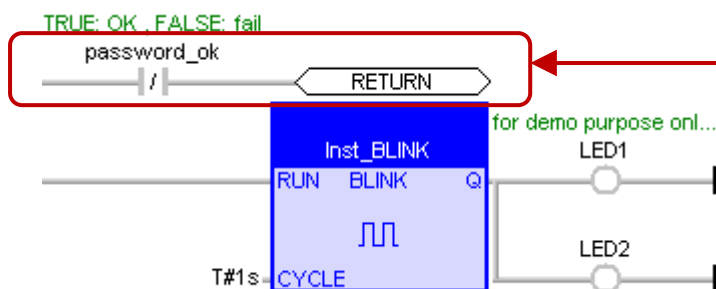 TRUE: OK , FALSE: fail
password_ok
/
RETURN
for demo purpose onl...
Inst_BLINK
LED1
RUN BLINK Q
LED2
T#1s CYCLE